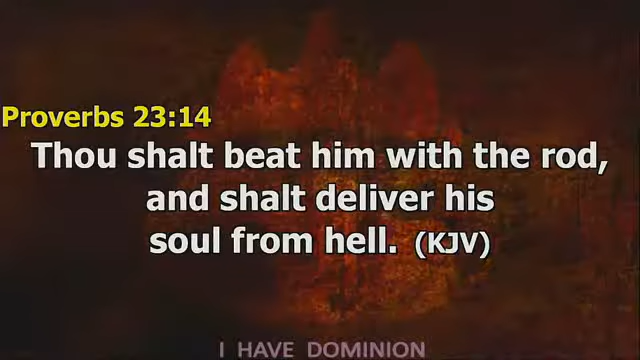 Proverbs 23:14
Thou shalt beat him with the rod,
and shalt deliver his
soul from hell. (KJV)
I HAVE DOMINION